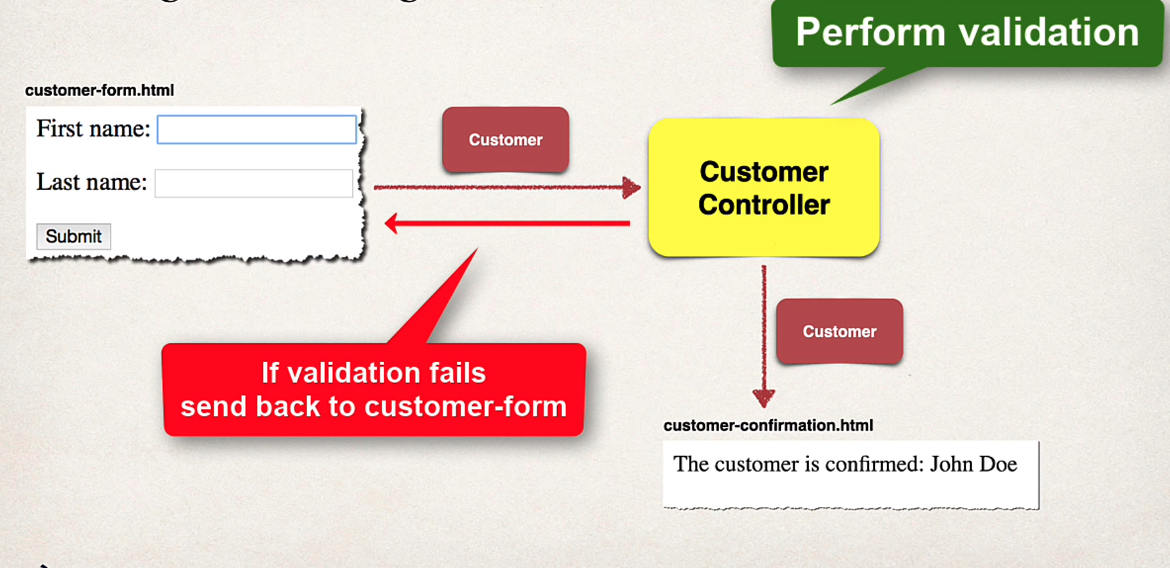 Perform validation
customer-form.html
First name:
Last name:
Submit
Customer
Customer
Controller
If validation fails
send back to customer-form
Customer
customer-confirmation.html
The customer is confirmed: John Doe